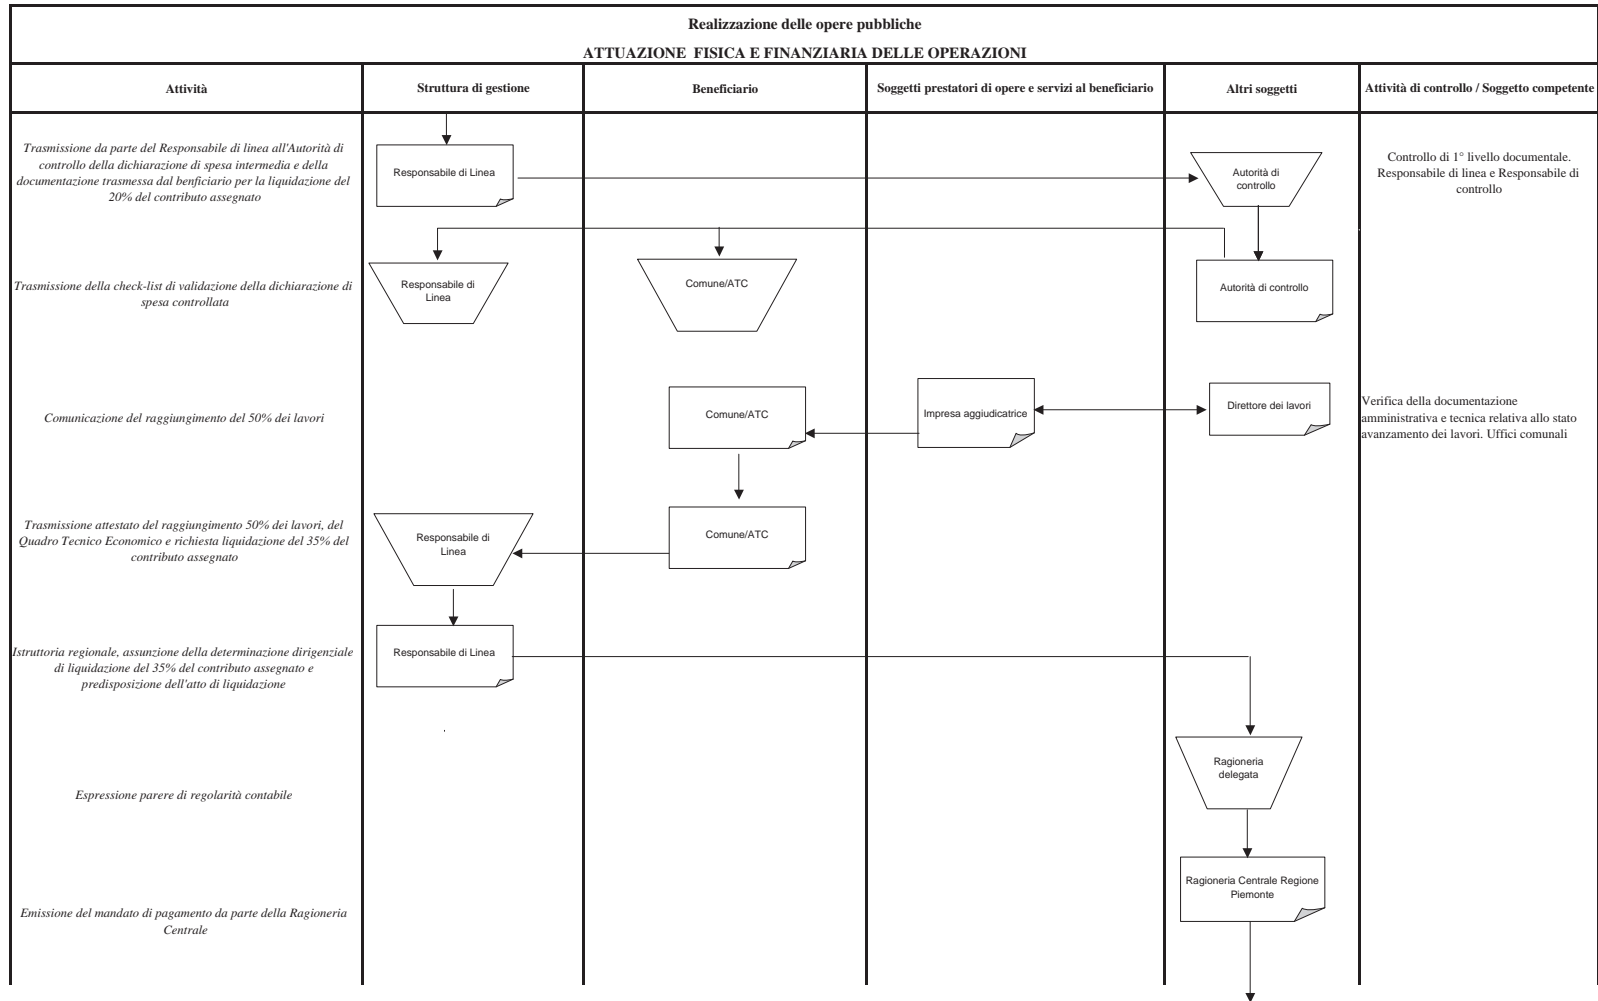 Realizzazione delle opere pubbliche
ATTUAZIONE FISICA E FINANZIARIA DELLE OPERAZIONI
Attività
Struttura di gestione
Beneficiario
Soggetti prestatori di opere e servizi al beneficiario
Altri soggetti
Attività di controllo / Soggetto competente
Trasmissione da parte del Responsabile di linea all'Autorità di
controllo della dichiarazione di spesa intermedia e della
documentazione trasmessa dal benficiario per la liquidazione del
20% del contributo assegnato
Responsabile di Linea
Autorità di
controllo
Controllo di 1° livello documentale.
Responsabile di linea e Responsabile di
controllo
Trasmissione della check-list di validazione della dichiarazione di
spesa controllata
Responsabile di
Linea
Comune/ATC
Autorità di controllo
Comunicazione del raggiungimento del 50% dei lavori
Comune/ATC
Impresa aggiudicatrice
Direttore dei lavori
Verifica della documentazione
amministrativa e tecnica relativa allo stato
avanzamento dei lavori. Uffici comunali
Trasmissione attestato del raggiungimento 50% dei lavori, del
Quadro Tecnico Economico e richiesta liquidazione del 35% del
contributo assegnato
Responsabile di
Linea
Comune/ATC
Istruttoria regionale, assunzione della determinazione dirigenziale
di liquidazione del 35% del contributo assegnato e
predisposizione dell'atto di liquidazione
Responsabile di Linea
Espressione parere di regolarità contabile
Ragioneria
delegata
Emissione del mandato di pagamento da parte della Ragioneria
Centrale
Ragioneria Centrale Regione
Piemonte